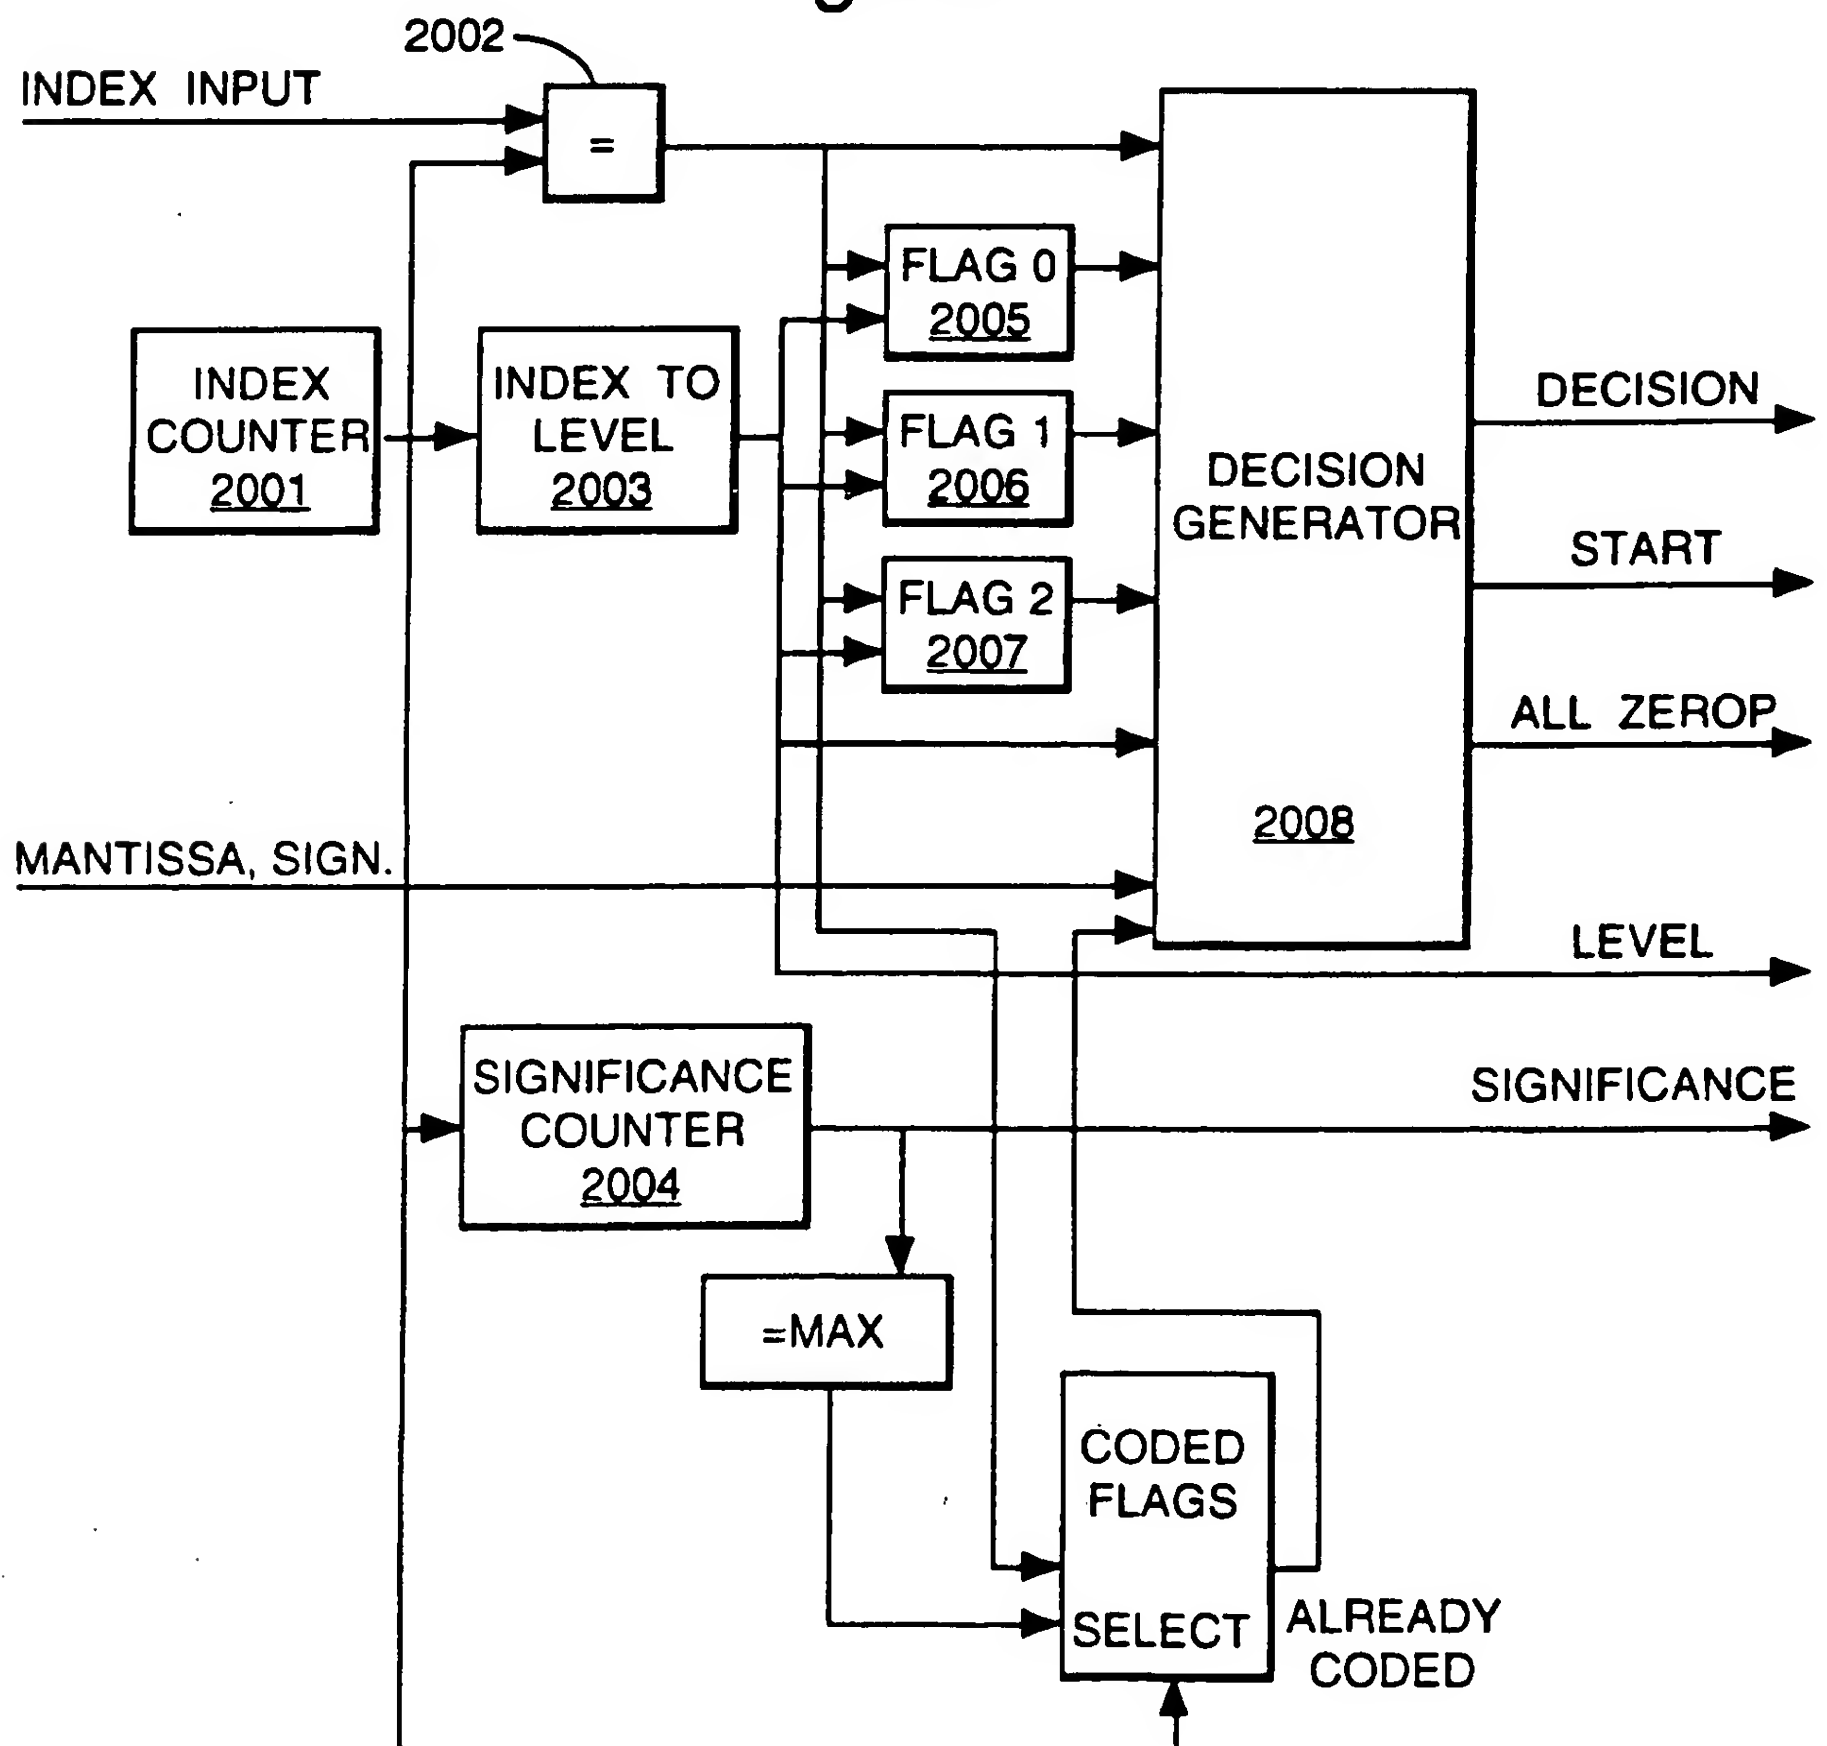 2002
INDEX INPUT
=
FLAG 0
2005
INDEX
COUNTER
2001
INDEX TO
LEVEL
2003
FLAG 1
2006
FLAG 2
2007
DECISION
GENERATOR
2008
DECISION
START
ALL ZEROP
MANTISSA, SIGN.
LEVEL
SIGNIFICANCE
COUNTER
2004
SIGNIFICANCE
=MAX
CODED
FLAGS
SELECT
ALREADY
CODED